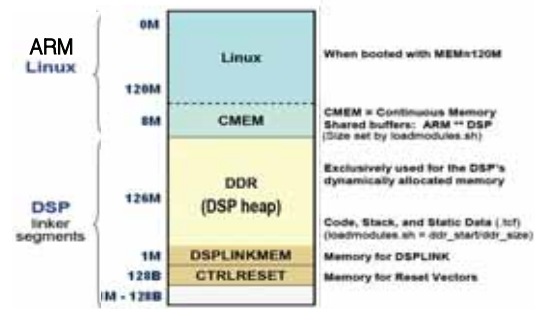 0M
ARM
Linux
Linux
When booted with MEM=120M
120M
8M
CMEM
CMEM = Continuous Memory
Shared buffers: ARM ** DSP
(Size set by loadmodules.sh)
DDR
(DSP heap)
Exclusively used for the DSP's
dynamically allocated memory
126M
DSP
linker
segments
Code, Stack, and Static Data (.tcf)
(loadmodules.sh = ddr_start/ddr_size)
1M
DSPLINKMEM
Memory for DSPLINK
128B
CTRLRESET
Memory for Reset Vectors
M - 128B